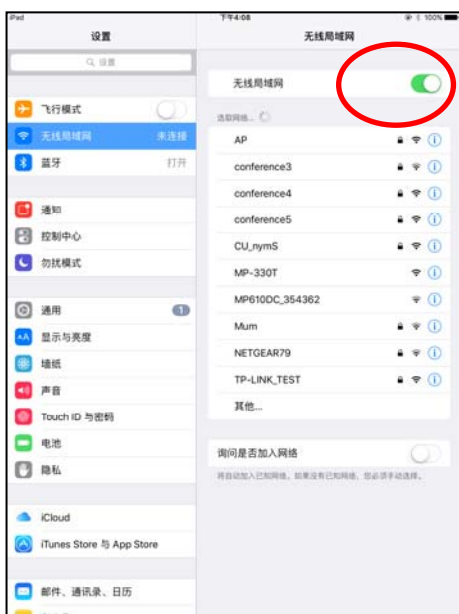 iPad
下午4:08
100%
设置
无线局域网
设置
飞行模式
无线局域网
未连接
蓝牙
打开
通知
控制中心
勿扰模式
通用
1
显示与亮度
AA
墙纸
声音
Touch ID 与密码
电池
隐私
iCloud
iTunes Store 与 App Store
邮件、通讯录、日历
无线局域网
选取网络...
AP
conference3
conference4
conference5
CU_nymS
MP-330T
MP610DC_354362
Mum
NETGEAR79
TP-LINK_TEST
其他...
询问是否加入网络
将自动加入已知网络。如果没有已知网络，您必须手动选择。